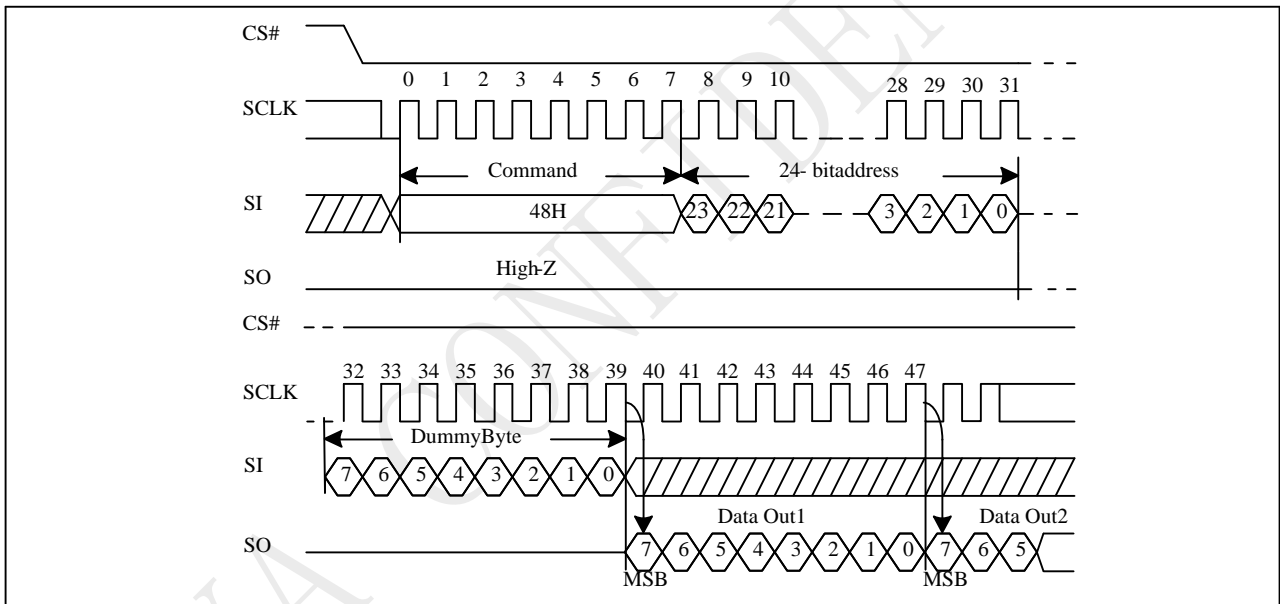 CS#
0 1 2 3 4 5 6 7 8 9 10 28 29 30 31
SCLK
Command 24- bitaddress
SI 48H 23 22 21 3 2 1 0
High-Z
SO
CS#
32 33 34 35 36 37 38 39 40 41 42 43 44 45 46 47
SCLK
DummyByte
SI 7 6 5 4 3 2 1 0
Data Out1 Data Out2
SO 7 6 5 4 3 2 1 0 7 6 5
MSB MSB